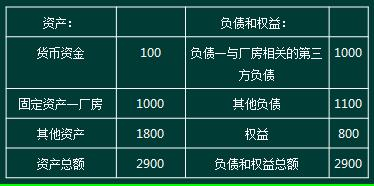 资产： 负债和权益：
货币资金 100 负债一与厂房相关的第三 1000
方负债
固定资产一厂房 1000 其他负债 1100
其他资产 1800 权益 800
资产总额 2900 负债和权益总额 2900